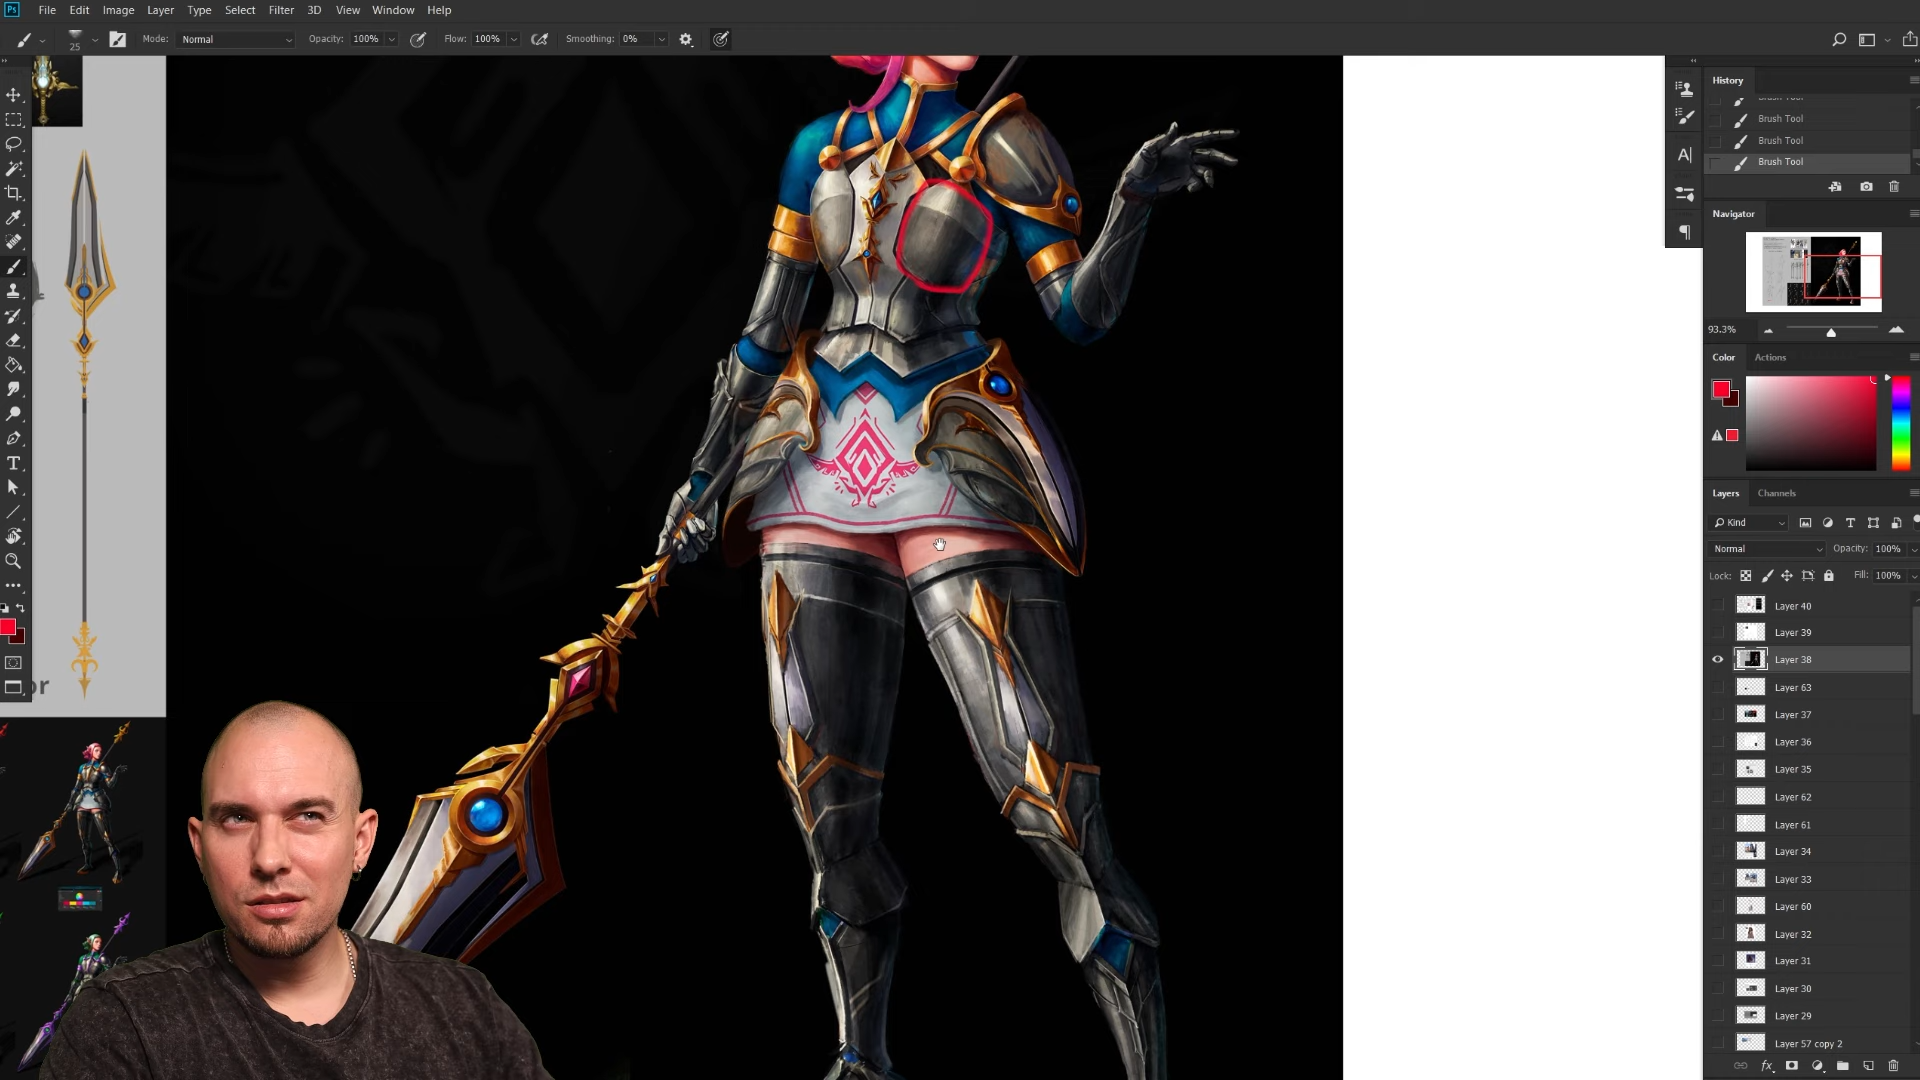 Ps File Edit Image Layer Type Select Filter 3D View Window Help
25 Mode: Normal Opacity: 100% Flow: 100% Smoothing: 0%
History
Brush Tool
Brush Tool
Brush Tool
Navigator
93.3%
Color Actions
Layers Channels
Kind
Normal Opacity: 100%
Lock: Fill: 100%
Layer 40
Layer 39
Layer 38
Layer 63
Layer 37
Layer 36
Layer 35
Layer 62
Layer 61
Layer 34
Layer 33
Layer 60
Layer 32
Layer 31
Layer 30
Layer 29
Layer 57 copy 2
fx
or